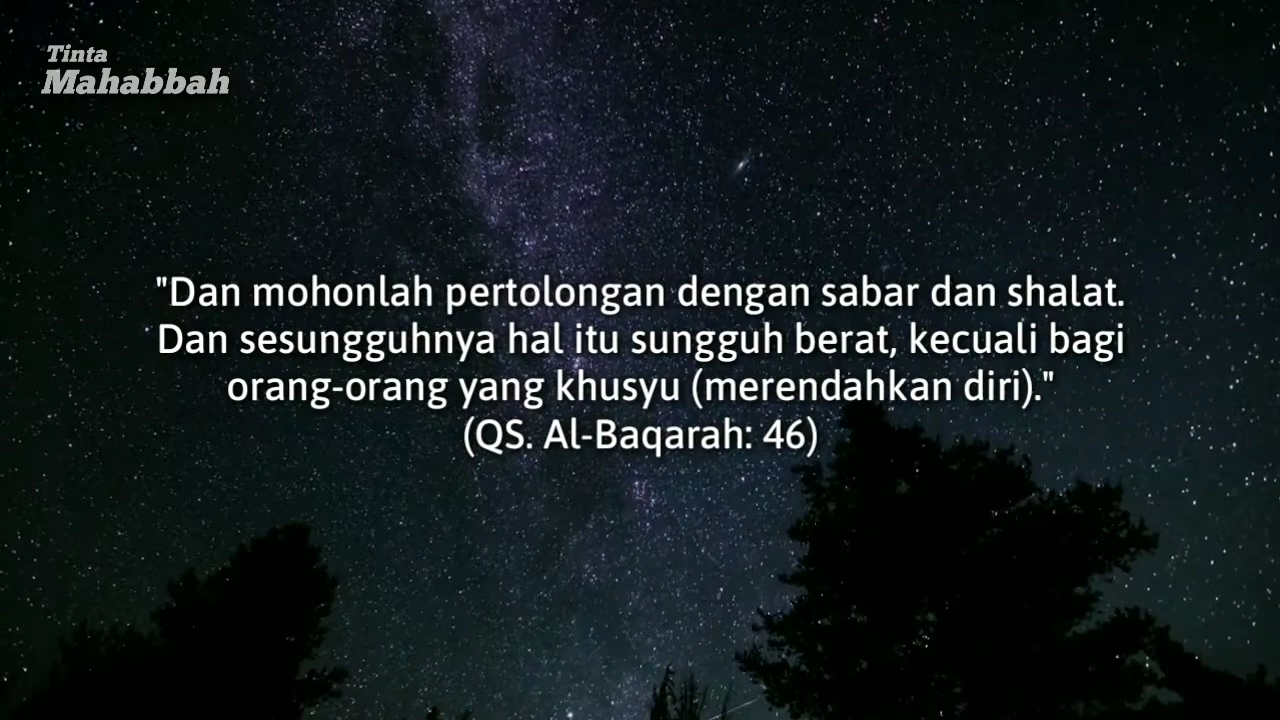 Tinta
Mahabbah
"Dan mohonlah pertolongan dengan sabar dan shalat.
Dan sesungguhnya hal itu sungguh berat, kecuali bagi
orang-orang yang khusyu (merendahkan diri)."
(QS. Al-Baqarah: 46)